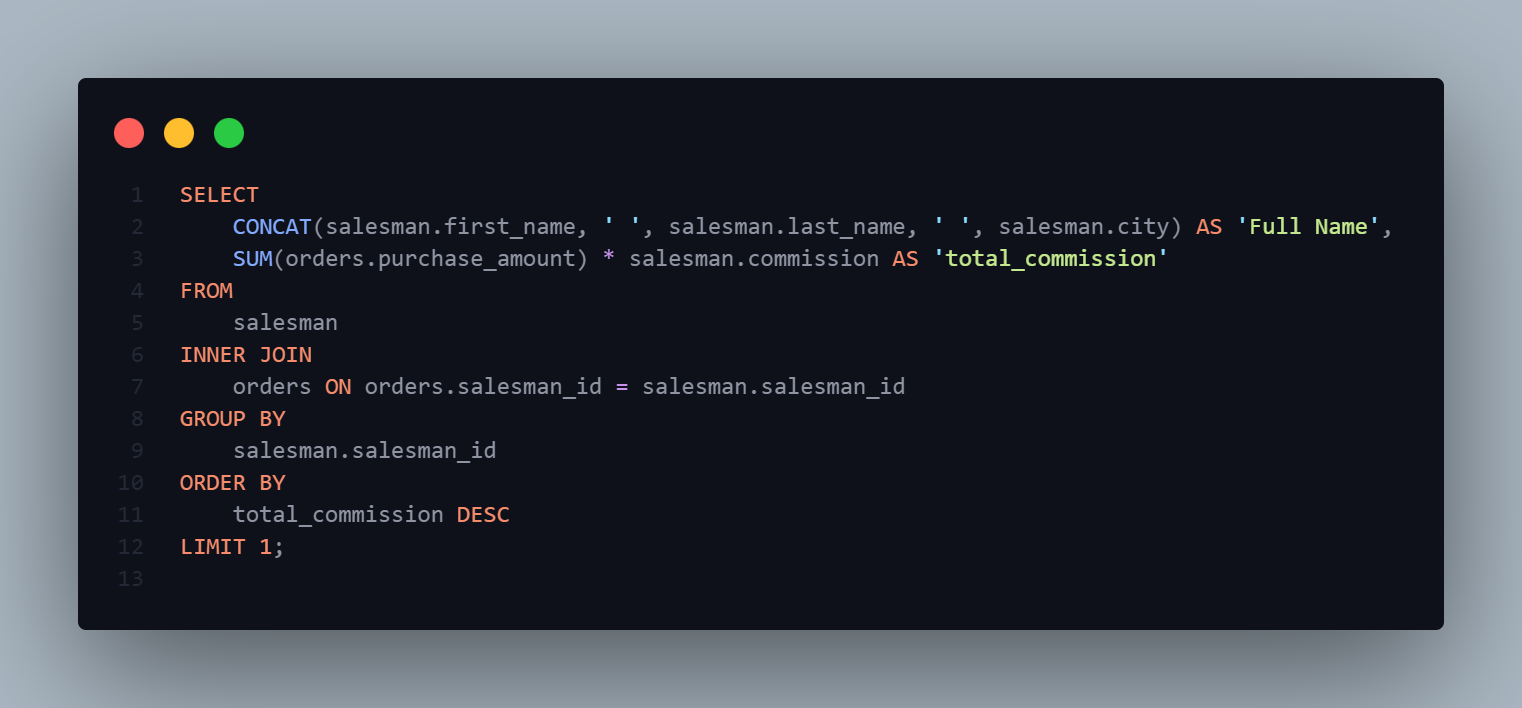 1 SELECT
2     CONCAT(salesman.first_name, ' ', salesman.last_name, ' ', salesman.city) AS 'Full Name',
3     SUM(orders.purchase_amount) * salesman.commission AS 'total_commission'
4 FROM
5     salesman
6 INNER JOIN
7     orders ON orders.salesman_id = salesman.salesman_id
8 GROUP BY
9     salesman.salesman_id
10 ORDER BY
11     total_commission DESC
12 LIMIT 1;
13